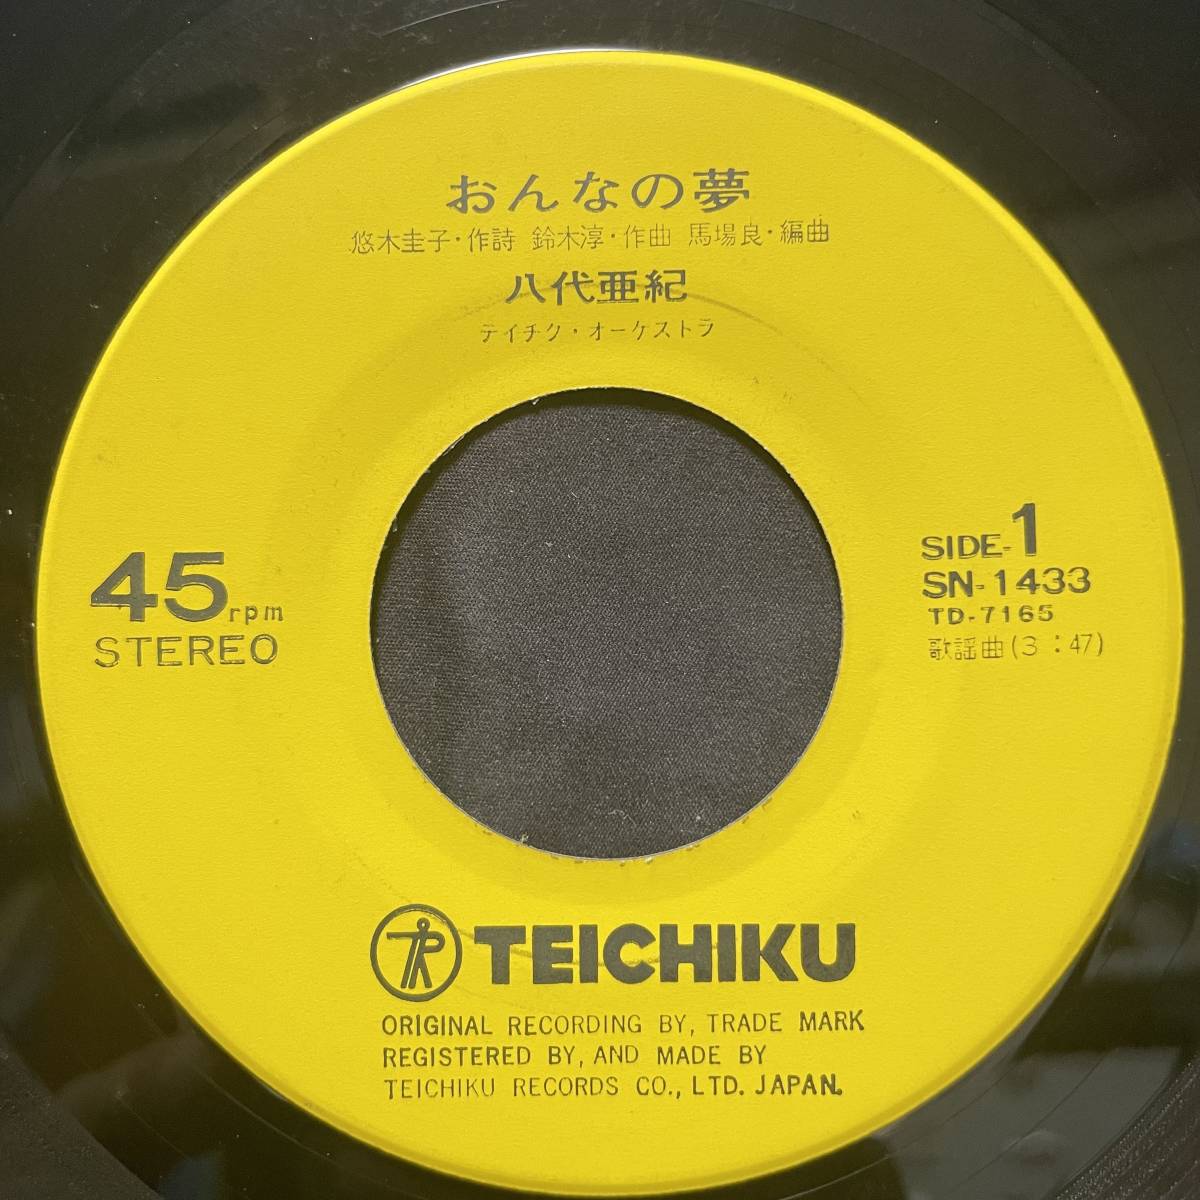 おんなの夢
悠木圭子・作詩 鈴木淳・作曲 馬場良・編曲
八代亜紀
テイチク・オーケストラ
45rpm
STEREO
SIDE-1
SN-1433
TD-7165
歌謡曲(3:47)
TEICHIKU
ORIGINAL RECORDING BY, TRADE MARK
REGISTERED BY, AND MADE BY
TEICHIKU RECORDS CO., LTD. JAPAN.